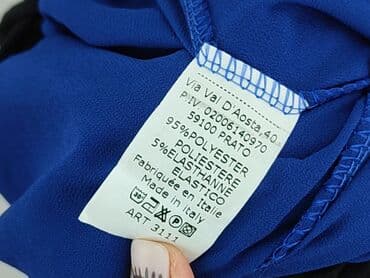 Via Val D'Aosta,40
P.IVA 02006140970
59100 PRATO
95%POLYESTER
POLIESTERE
5%ELASTHANNE
ELASTICO
Fabriquée en Italie
Made in Italy
30
P
ART 3111